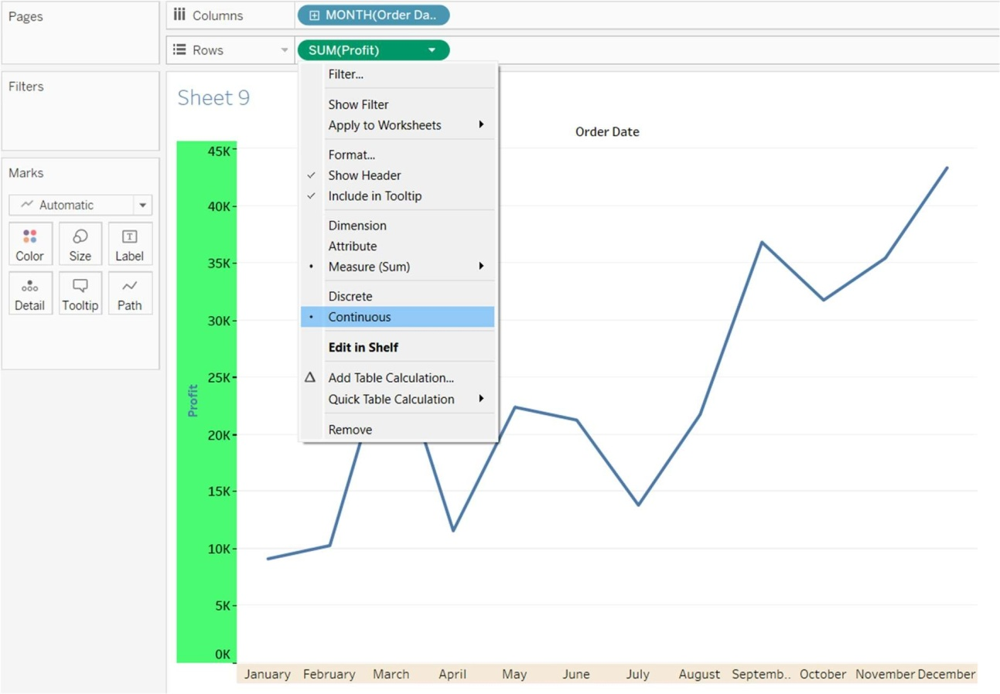 Pages
Columns
MONTH(Order Da..
Rows
SUM(Profit)
Filters
Marks
Automatic
Color
Size
Label
Detail
Tooltip
Path
Filter...
Show Filter
Apply to Worksheets
Format...
Show Header
Include in Tooltip
Dimension
Attribute
Measure (Sum)
Discrete
Continuous
Edit in Shelf
Add Table Calculation...
Quick Table Calculation
Remove
Sheet 9
Order Date
45K
40K
35K
30K
25K
20K
15K
10K
5K
0K
Profit
January February March April May June July August Septemb.. October November December